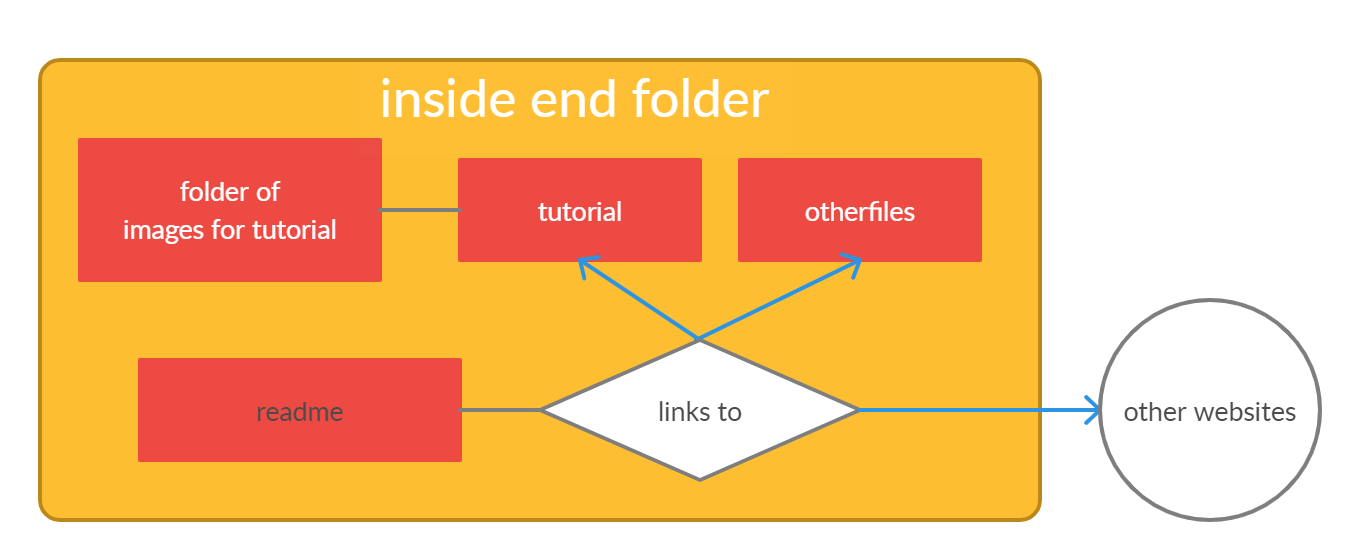 inside end folder
folder of
images for tutorial
tutorial
otherfiles
readme
links to
other websites